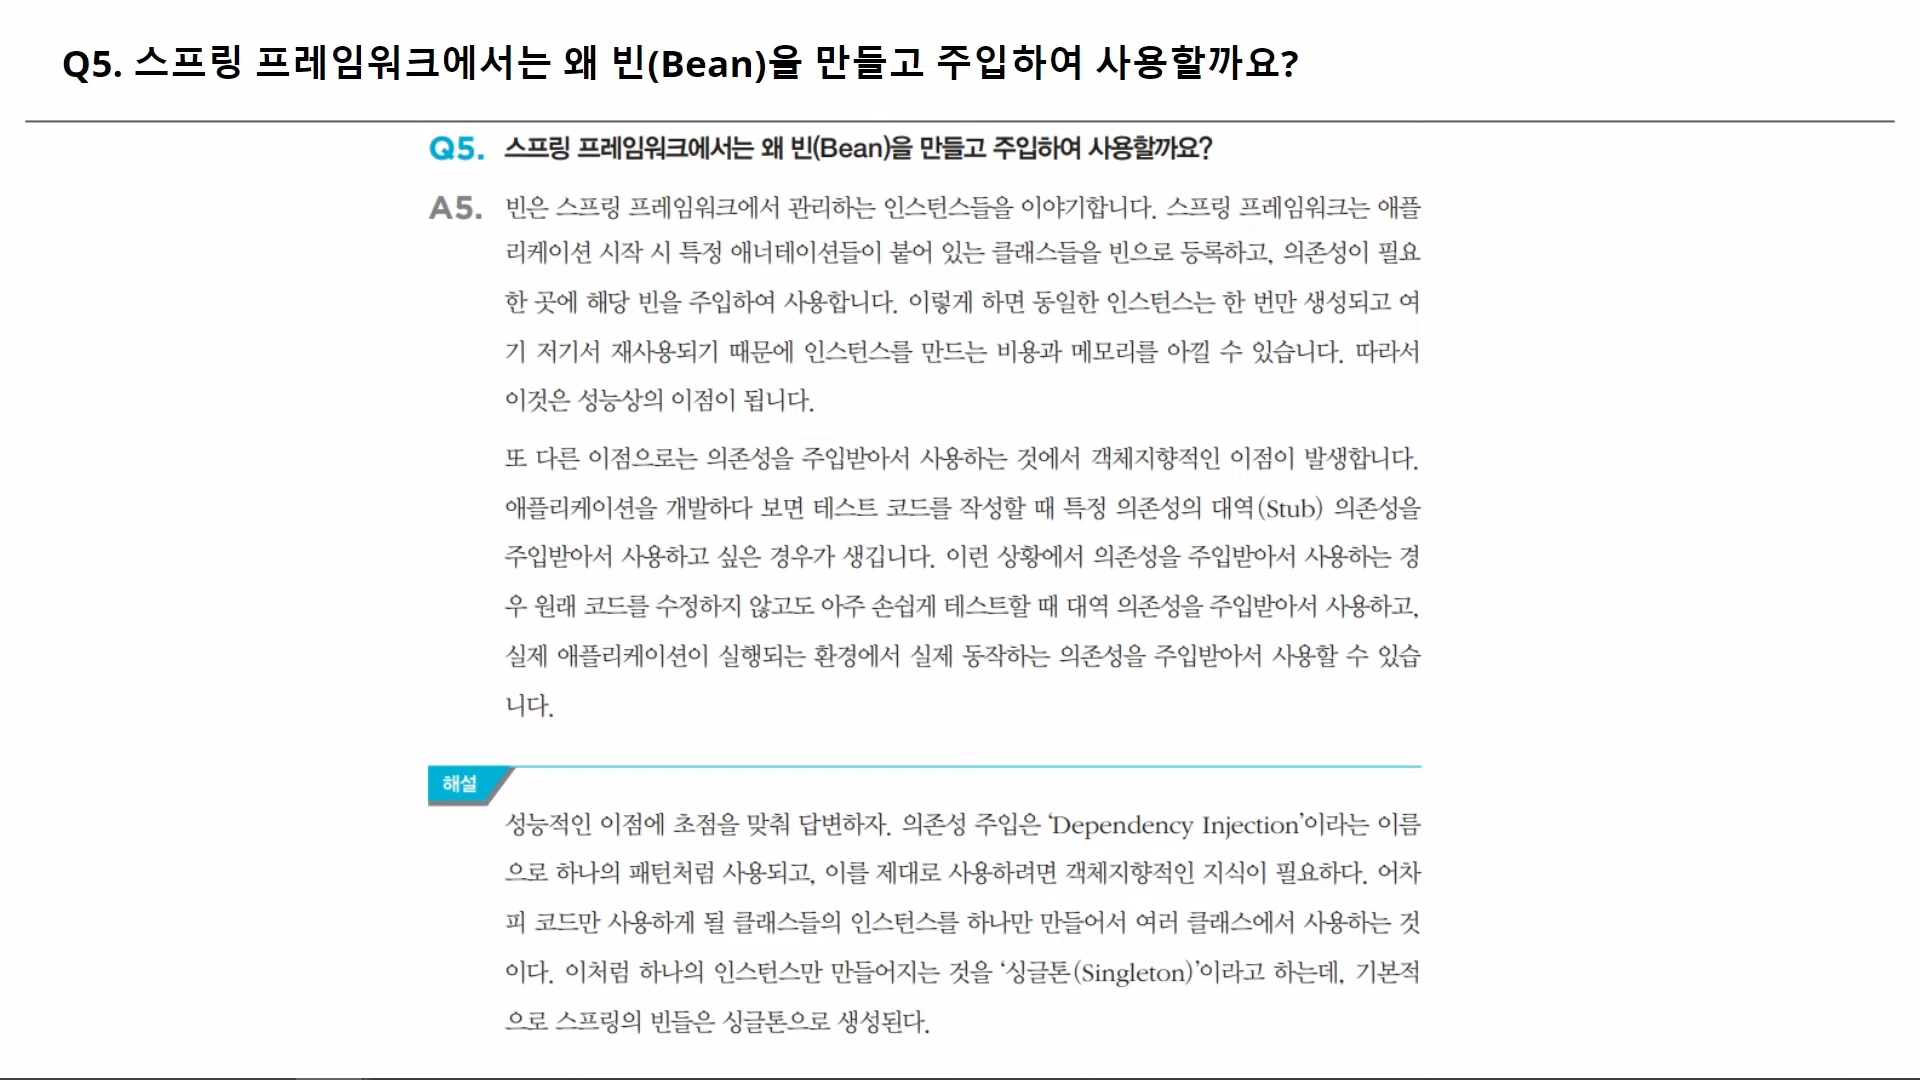 Q5. 스프링 프레임워크에서는 왜 빈(Bean)을 만들고 주입하여 사용할까요?
Q5. 스프링 프레임워크에서는 왜 빈(Bean)을 만들고 주입하여 사용할까요?
A5. 빈은 스프링 프레임워크에서 관리하는 인스턴스들을 이야기합니다. 스프링 프레임워크는 애플
리케이션 시작 시 특정 애너테이션들이 붙어 있는 클래스들을 빈으로 등록하고, 의존성이 필요
한 곳에 해당 빈을 주입하여 사용합니다. 이렇게 하면 동일한 인스턴스는 한 번만 생성되고 여
기 저기서 재사용되기 때문에 인스턴스를 만드는 비용과 메모리를 아낄 수 있습니다. 따라서
이것은 성능상의 이점이 됩니다.
또 다른 이점으로는 의존성을 주입받아서 사용하는 것에서 객체지향적인 이점이 발생합니다.
애플리케이션을 개발하다 보면 테스트 코드를 작성할 때 특정 의존성의 대역(Stub) 의존성을
주입받아서 사용하고 싶은 경우가 생깁니다. 이런 상황에서 의존성을 주입받아서 사용하는 경
우 원래 코드를 수정하지 않고도 아주 손쉽게 테스트할 때 대역 의존성을 주입받아서 사용하고,
실제 애플리케이션이 실행되는 환경에서 실제 동작하는 의존성을 주입받아서 사용할 수 있습
니다.
해설
성능적인 이점에 초점을 맞춰 답변하자. 의존성 주입은 ‘Dependency Injection’이라는 이름
으로 하나의 패턴처럼 사용되고, 이를 제대로 사용하려면 객체지향적인 지식이 필요하다. 어차
피 코드만 사용하게 될 클래스들의 인스턴스를 하나만 만들어서 여러 클래스에서 사용하는 것
이다. 이처럼 하나의 인스턴스만 만들어지는 것을 ‘싱글톤(Singleton)’이라고 하는데, 기본적
으로 스프링의 빈들은 싱글톤으로 생성된다.